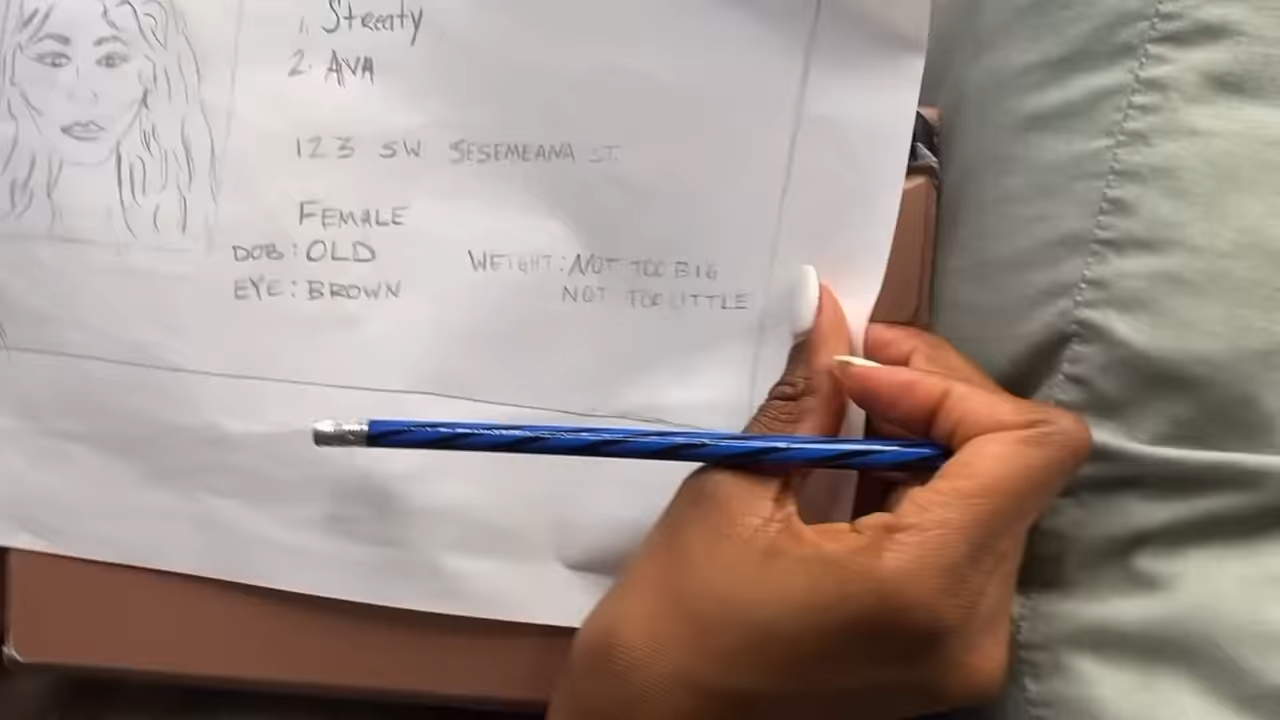 1. Streaty
2. AVA
123 SW SESEMEANA ST.
FEMALE
DOB: OLD
EYE: BROWN
WEIGHT: NOT TOO BIG
NOT TOO LITTLE